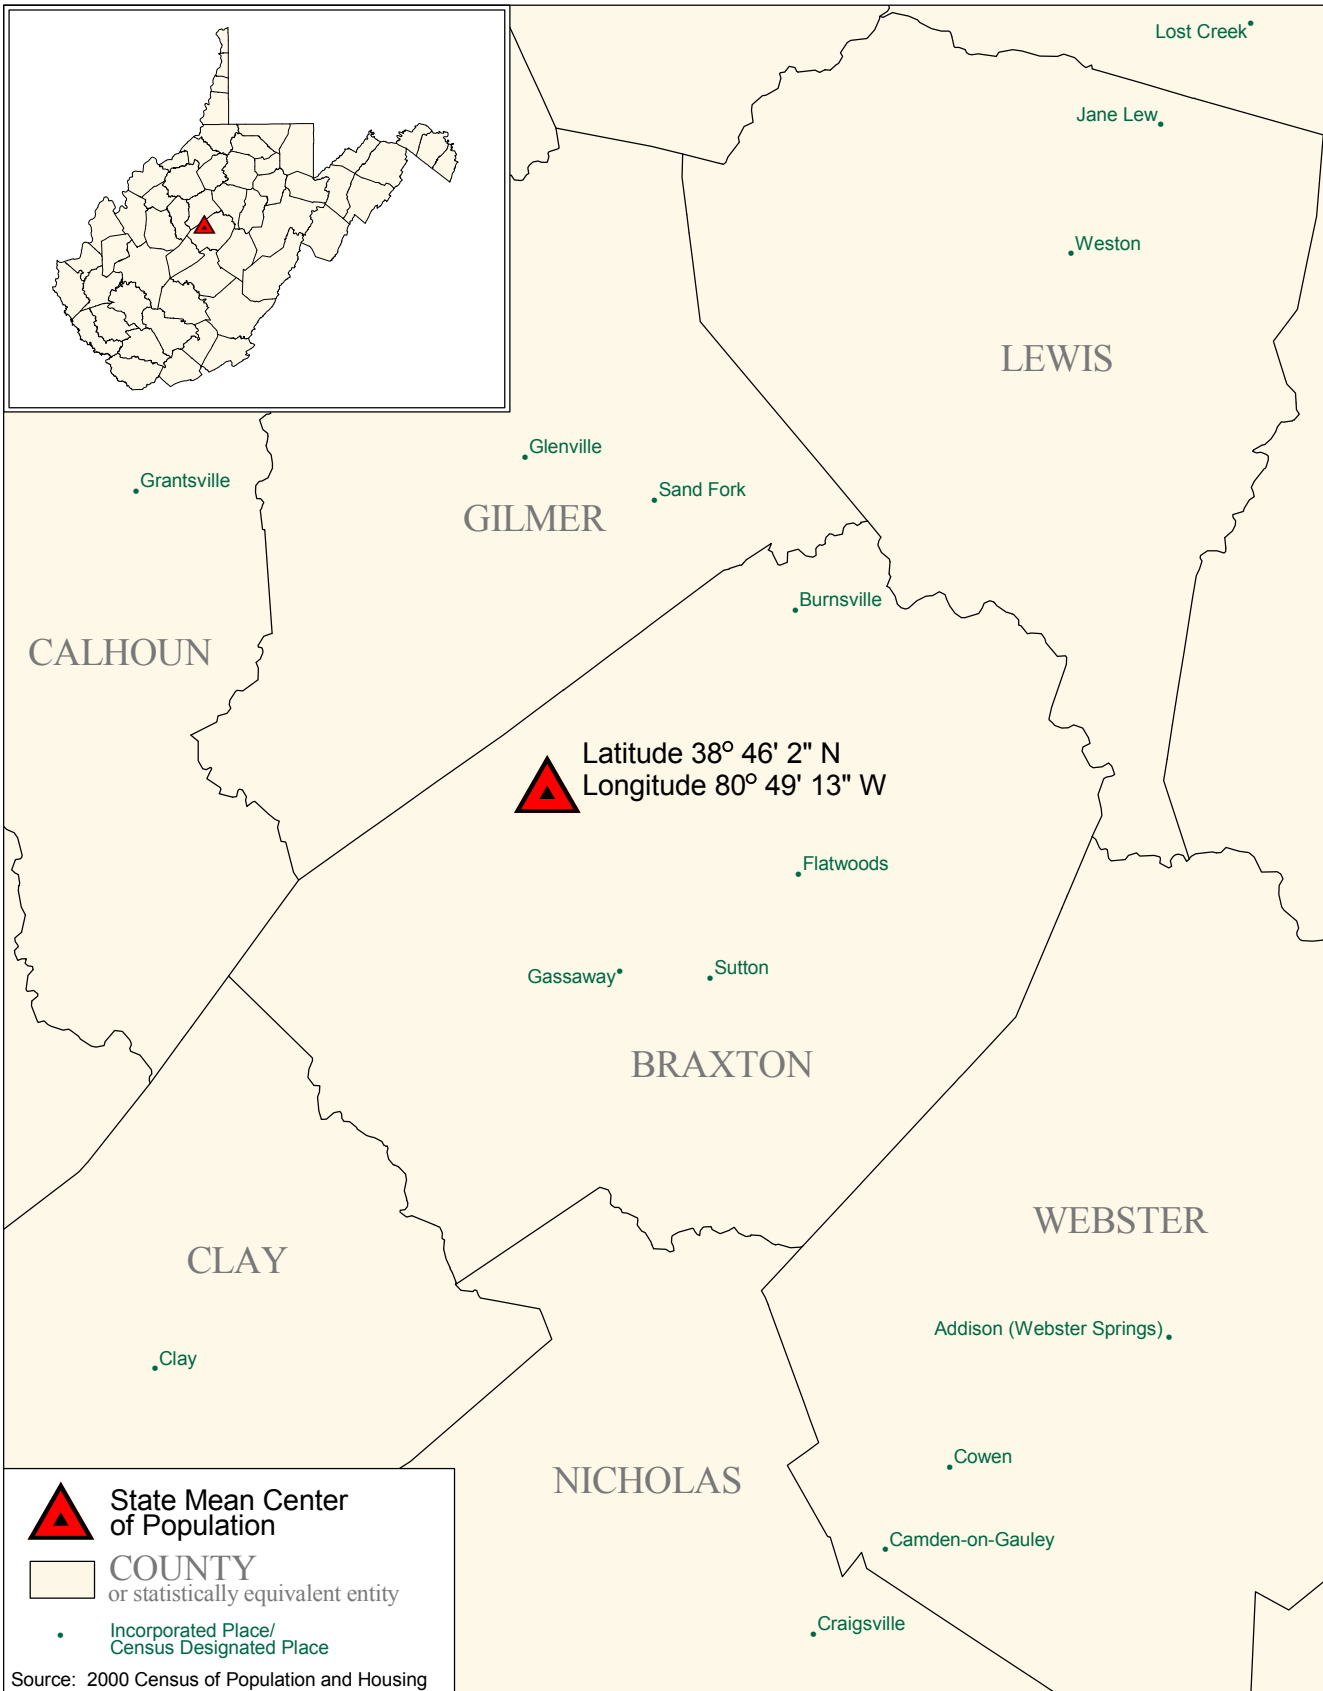 Lost Creek
Jane Lew
Weston
LEWIS
Glenville
Grantsville
Sand Fork
GILMER
Burnsville
CALHOUN
Latitude 38° 46' 2" N
Longitude 80° 49' 13" W
Flatwoods
Gassaway
Sutton
BRAXTON
WEBSTER
CLAY
Addison (Webster Springs)
Clay
Cowen
NICHOLAS
Camden-on-Gauley
Craigsville
State Mean Center
of Population
COUNTY
or statistically equivalent entity
Incorporated Place/
Census Designated Place
Source: 2000 Census of Population and Housing